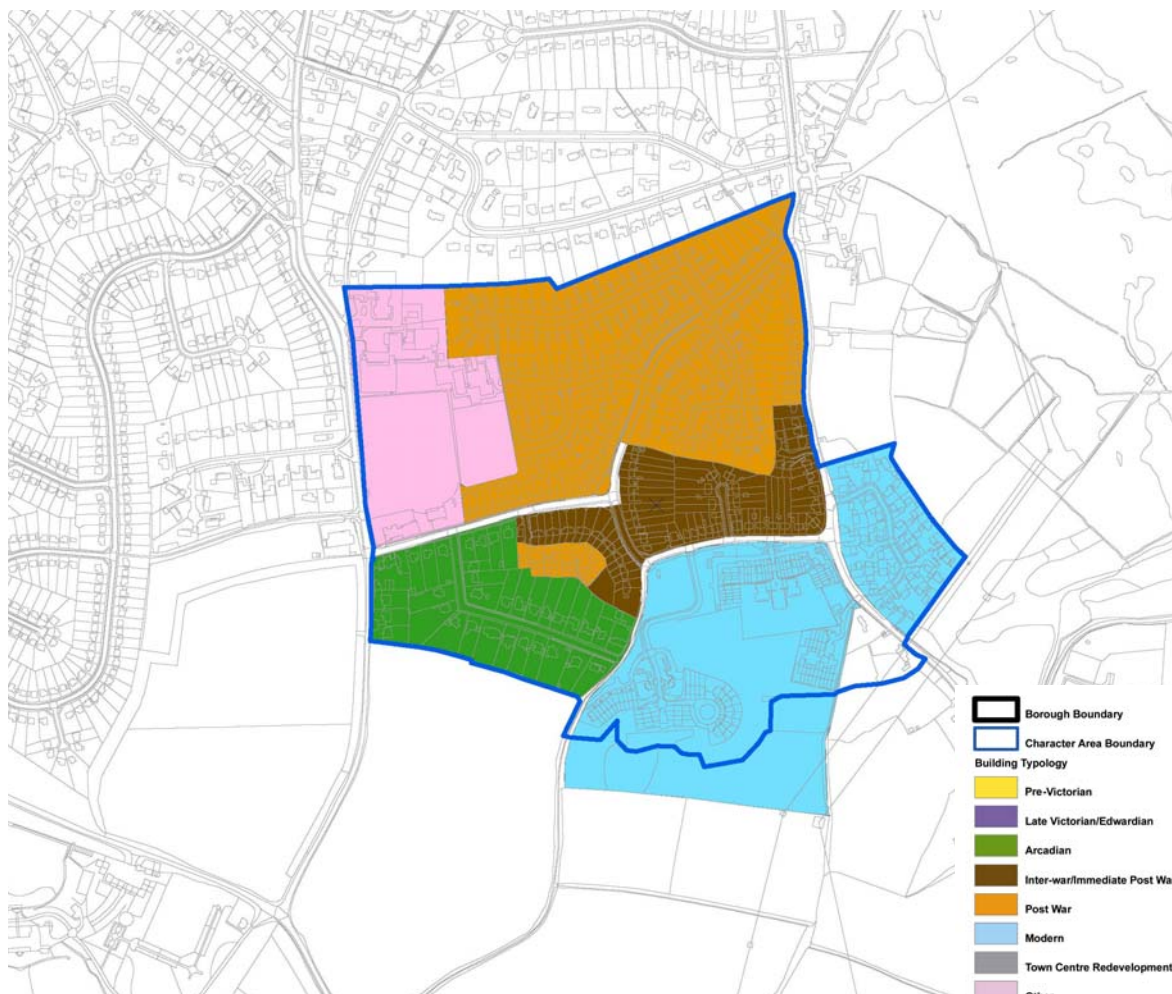 Borough Boundary
Character Area Boundary
Building Typology
Pre-Victorian
Late Victorian/Edwardian
Arcadian
Inter-war/Immediate Post Wa
Post War
Modern
Town Centre Redevelopment